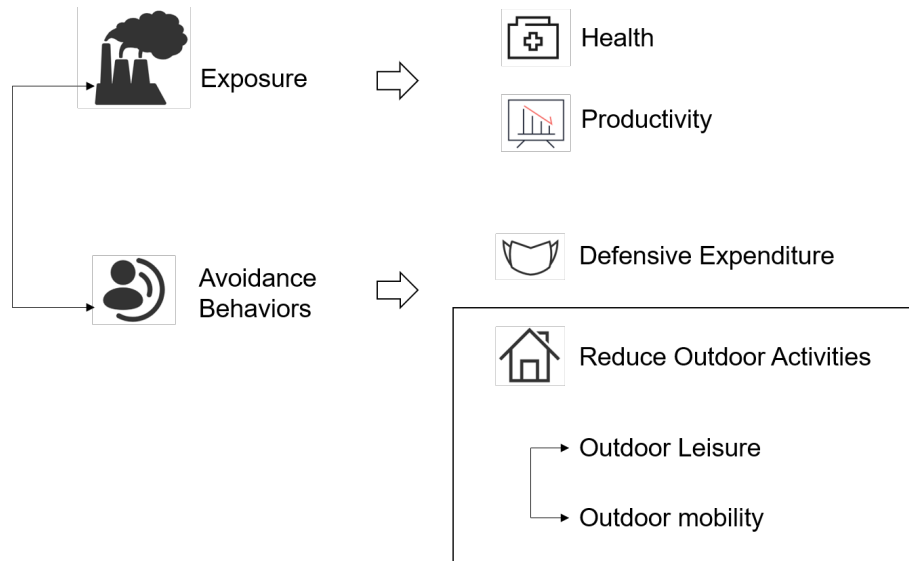 Exposure
Health
Productivity
Avoidance
Behaviors
Defensive Expenditure
Reduce Outdoor Activities
Outdoor Leisure
Outdoor mobility